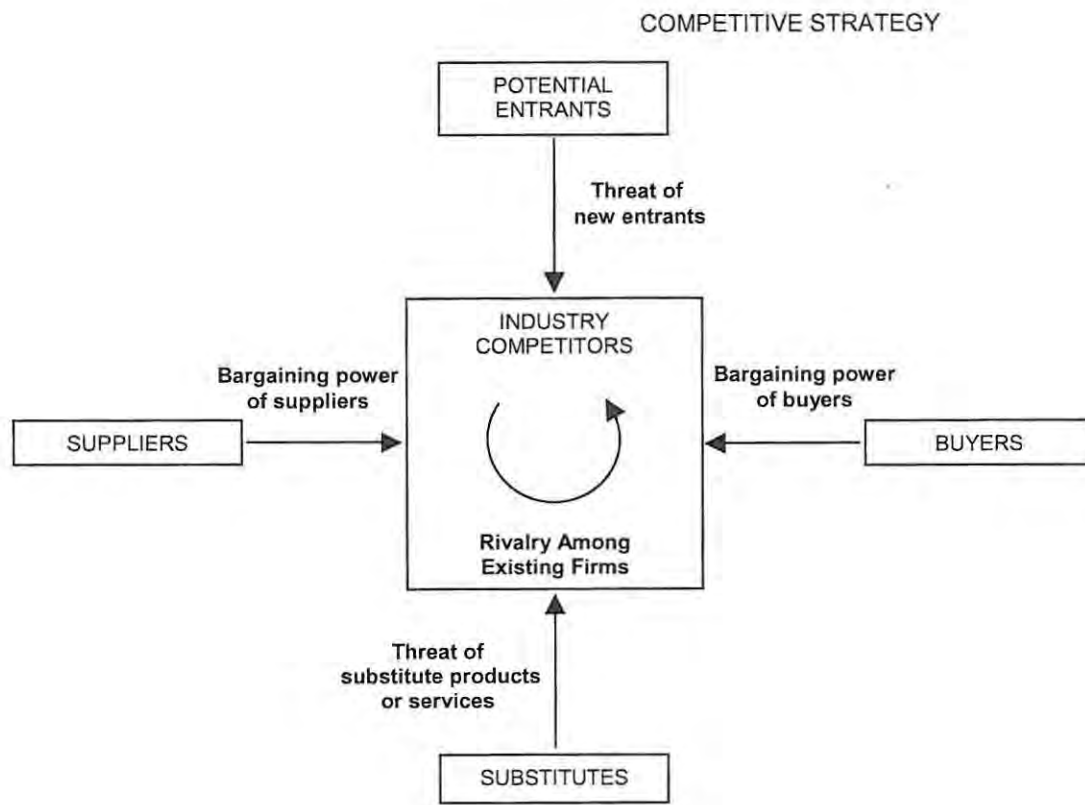 COMPETITIVE STRATEGY
POTENTIAL
ENTRANTS
Threat of
new entrants
INDUSTRY
COMPETITORS
Bargaining power
of suppliers
Bargaining power
of buyers
SUPPLIERS
BUYERS
Rivalry Among
Existing Firms
Threat of
substitute products
or services
SUBSTITUTES